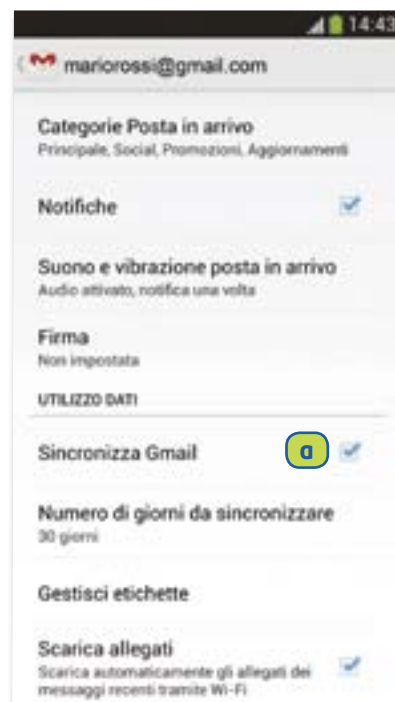 14:43
mariorossi@gmail.com
Categorie Posta in arrivo
Principale, Social, Promozioni, Aggiornamenti
Notifiche
Suono e vibrazione posta in arrivo
Audio attivato, notifica una volta
Firma
Non impostata
UTILIZZO DATI
Sincronizza Gmail a
Numero di giorni da sincronizzare
30 giorni
Gestisci etichette
Scarica allegati
Scarica automaticamente gli allegati dei
messaggi recenti tramite Wi-Fi